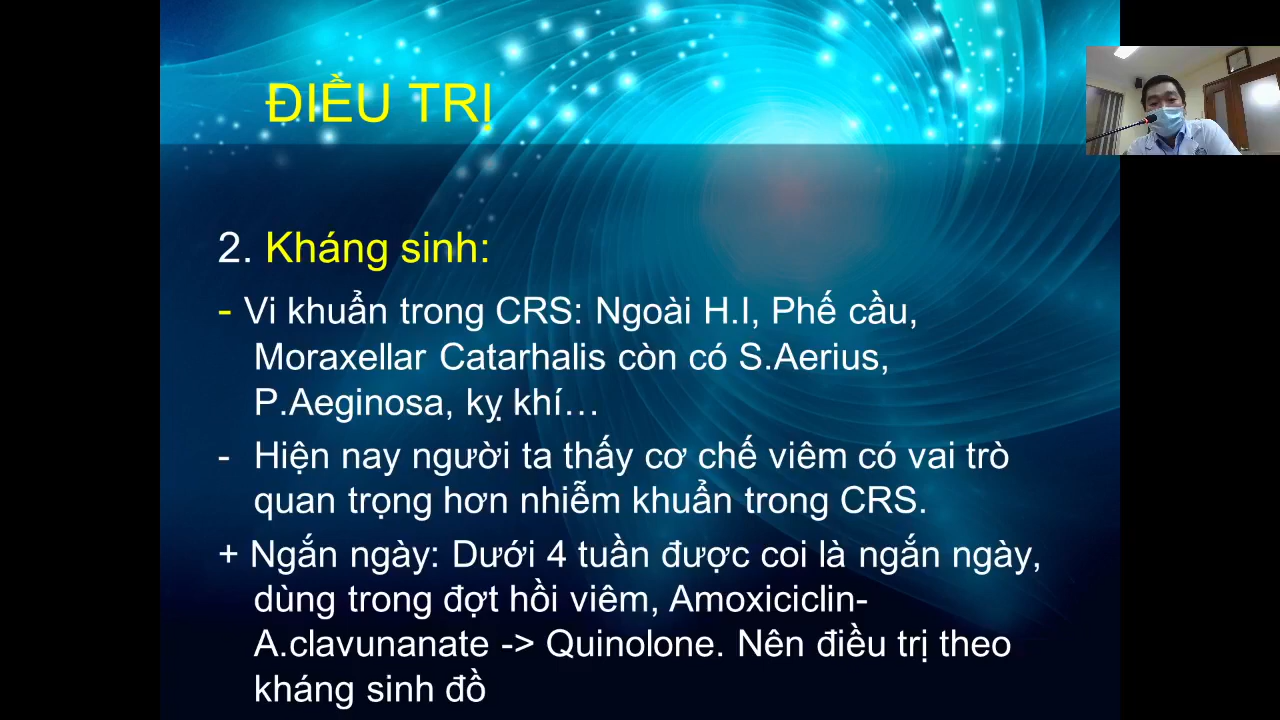 ĐIỀU TRỊ
2. Kháng sinh:
- Vi khuẩn trong CRS: Ngoài H.I, Phế cầu,
Moraxellar Catarhalis còn có S.Aerius,
P.Aeginosa, kỵ khí…
- Hiện nay người ta thấy cơ chế viêm có vai trò
quan trọng hơn nhiễm khuẩn trong CRS.
+ Ngắn ngày: Dưới 4 tuần được coi là ngắn ngày,
dùng trong đợt hồi viêm, Amoxiciclin-
A.clavunanate -> Quinolone. Nên điều trị theo
kháng sinh đồ